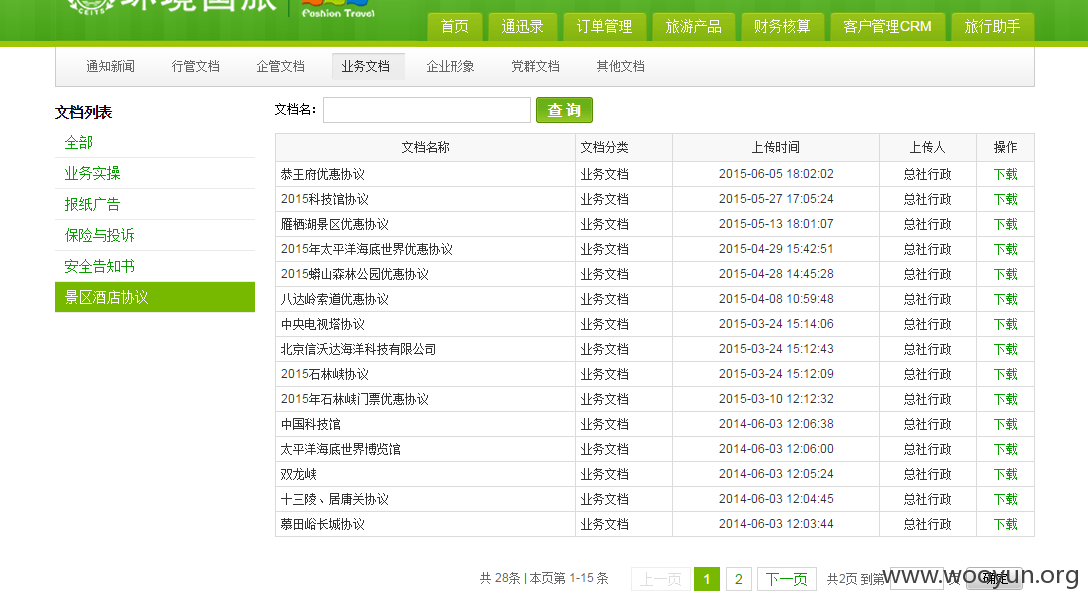 环境国旅
CEITS
Fashion Travel
首页 通迅录 订单管理 旅游产品 财务核算 客户管理CRM 旅行助手
通知新闻 行管文档 企管文档 业务文档 企业形象 党群文档 其他文档
文档列表
全部
业务实操
报纸广告
保险与投诉
安全告知书
景区酒店协议
文档名： 查 询
文档名称 文档分类 上传时间 上传人 操作
恭王府优惠协议 业务文档 2015-06-05 18:02:02 总社行政 下载
2015科技馆协议 业务文档 2015-05-27 17:05:24 总社行政 下载
雁栖湖景区优惠协议 业务文档 2015-05-13 18:01:07 总社行政 下载
2015年太平洋海底世界优惠协议 业务文档 2015-04-29 15:42:51 总社行政 下载
2015蟒山森林公园优惠协议 业务文档 2015-04-28 14:45:28 总社行政 下载
八达岭索道优惠协议 业务文档 2015-04-08 10:59:48 总社行政 下载
中央电视塔协议 业务文档 2015-03-24 15:14:06 总社行政 下载
北京信沃达海洋科技有限公司 业务文档 2015-03-24 15:12:43 总社行政 下载
2015石林峡协议 业务文档 2015-03-24 15:12:09 总社行政 下载
2015年石林峡门票优惠协议 业务文档 2015-03-10 12:12:32 总社行政 下载
中国科技馆 业务文档 2014-06-03 12:06:38 总社行政 下载
太平洋海底世界博览馆 业务文档 2014-06-03 12:06:00 总社行政 下载
双龙峡 业务文档 2014-06-03 12:05:24 总社行政 下载
十三陵、居庸关协议 业务文档 2014-06-03 12:04:45 总社行政 下载
慕田峪长城协议 业务文档 2014-06-03 12:03:44 总社行政 下载
共 28条 | 本页第 1-15 条 上一页 1 2 下一页 共2页 到第 页 确定
www.wooyun.org